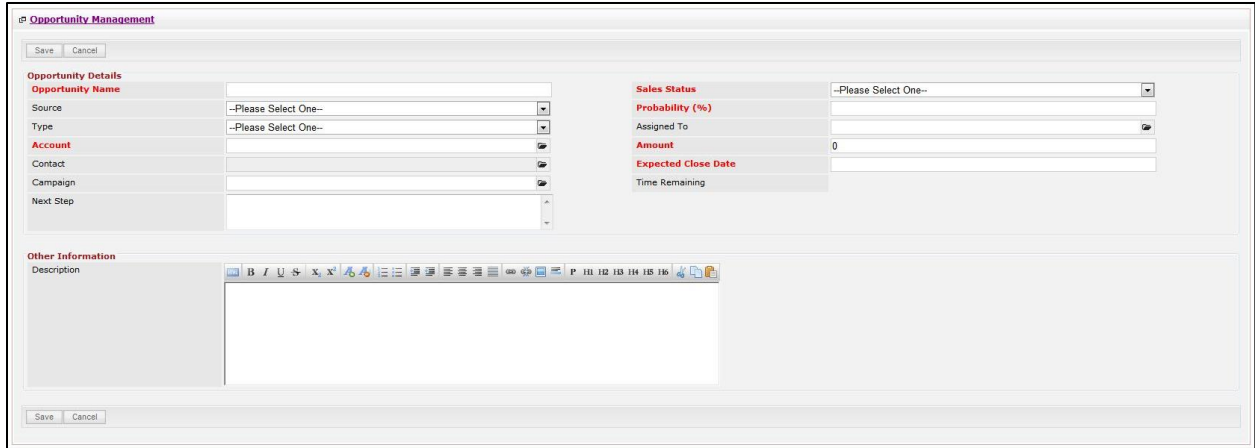 Opportunity Management
Save Cancel
Opportunity Details
Opportunity Name
Sales Status --Please Select One--
Source --Please Select One--
Probability (%)
Type --Please Select One--
Assigned To
Account
Amount 0
Contact
Expected Close Date
Campaign
Time Remaining
Next Step
Other Information
Description
B I U S X₂ X² P H1 H2 H3 H4 H5 H6
Save Cancel